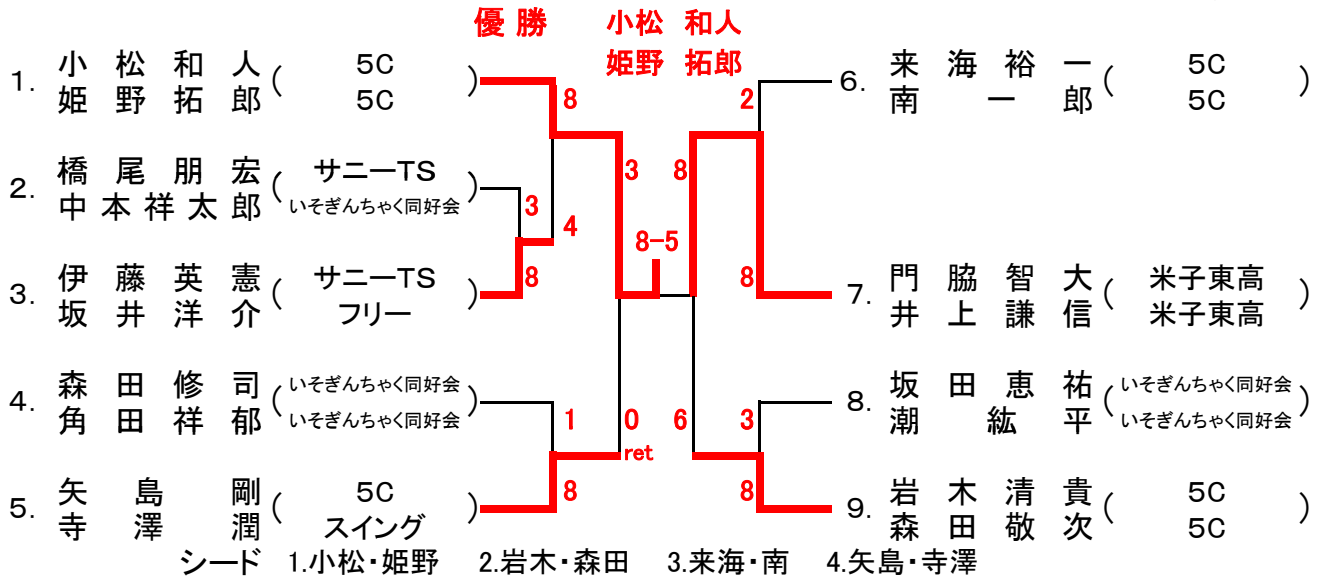 優勝 小松 和人
姫野 拓郎
1. 小松和人 ( 5C )
姫野拓郎 5C
2. 橋尾朋宏 ( サニーTS )
中本祥太郎 いそぎんちゃく同好会
3. 伊藤英憲 ( サニーTS )
坂井洋介 フリー
4. 森田修司 ( いそぎんちゃく同好会 )
角田祥郁 いそぎんちゃく同好会
5. 矢島剛 ( 5C )
寺澤潤 スイング
8
3
4
8
1
8
3
0
ret
8-5
8
6
2
8
3
8
6. 来海裕一 ( 5C )
南一郎 5C
7. 門脇智大 ( 米子東高 )
井上謙信 米子東高
8. 坂田恵祐 ( いそぎんちゃく同好会 )
潮紘平 いそぎんちゃく同好会
9. 岩木清貴 ( 5C )
森田敬次 5C
シード 1.小松・姫野 2.岩木・森田 3.来海・南 4.矢島・寺澤